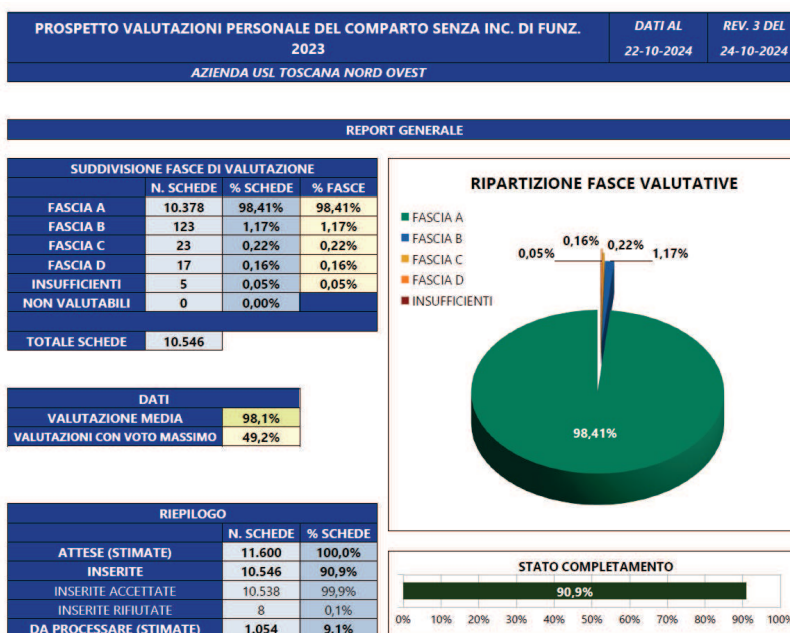 PROSPETTO VALUTAZIONI PERSONALE DEL COMPARTO SENZA INC. DI FUNZ.
2023
DATI AL
22-10-2024
REV. 3 DEL
24-10-2024
AZIENDA USL TOSCANA NORD OVEST
REPORT GENERALE
SUDDIVISIONE FASCE DI VALUTAZIONE
N. SCHEDE % SCHEDE % FASCE
FASCIA A 10.378 98,41% 98,41%
FASCIA B 123 1,17% 1,17%
FASCIA C 23 0,22% 0,22%
FASCIA D 17 0,16% 0,16%
INSUFFICIENTI 5 0,05% 0,05%
NON VALUTABILI 0 0,00%
TOTALE SCHEDE 10.546
DATI
VALUTAZIONE MEDIA 98,1%
VALUTAZIONI CON VOTO MASSIMO 49,2%
RIEPILOGO
N. SCHEDE % SCHEDE
ATTESE (STIMATE) 11.600 100,0%
INSERITE 10.546 90,9%
INSERITE ACCETTATE 10.538 99,9%
INSERITE RIFIUTATE 8 0,1%
DA PROCESSARE (STIMATE) 1.054 9,1%
RIPARTIZIONE FASCE VALUTATIVE
FASCIA A
FASCIA B
FASCIA C
FASCIA D
INSUFFICIENTI
0,05% 0,16% 0,22% 1,17%
98,41%
STATO COMPLETAMENTO
90,9%
0% 10% 20% 30% 40% 50% 60% 70% 80% 90% 100%